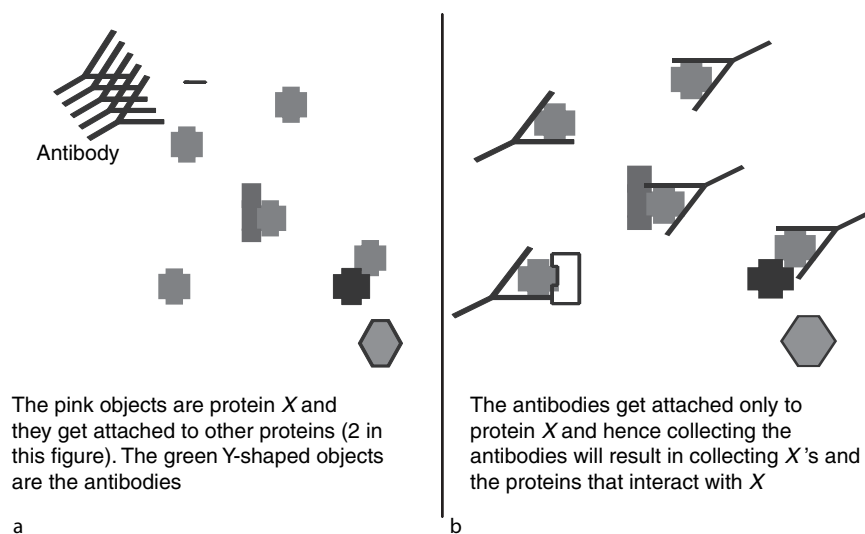 Antibody
The pink objects are protein X and
they get attached to other proteins (2 in
this figure). The green Y-shaped objects
are the antibodies
a
The antibodies get attached only to
protein X and hence collecting the
antibodies will result in collecting X's and
the proteins that interact with X
b